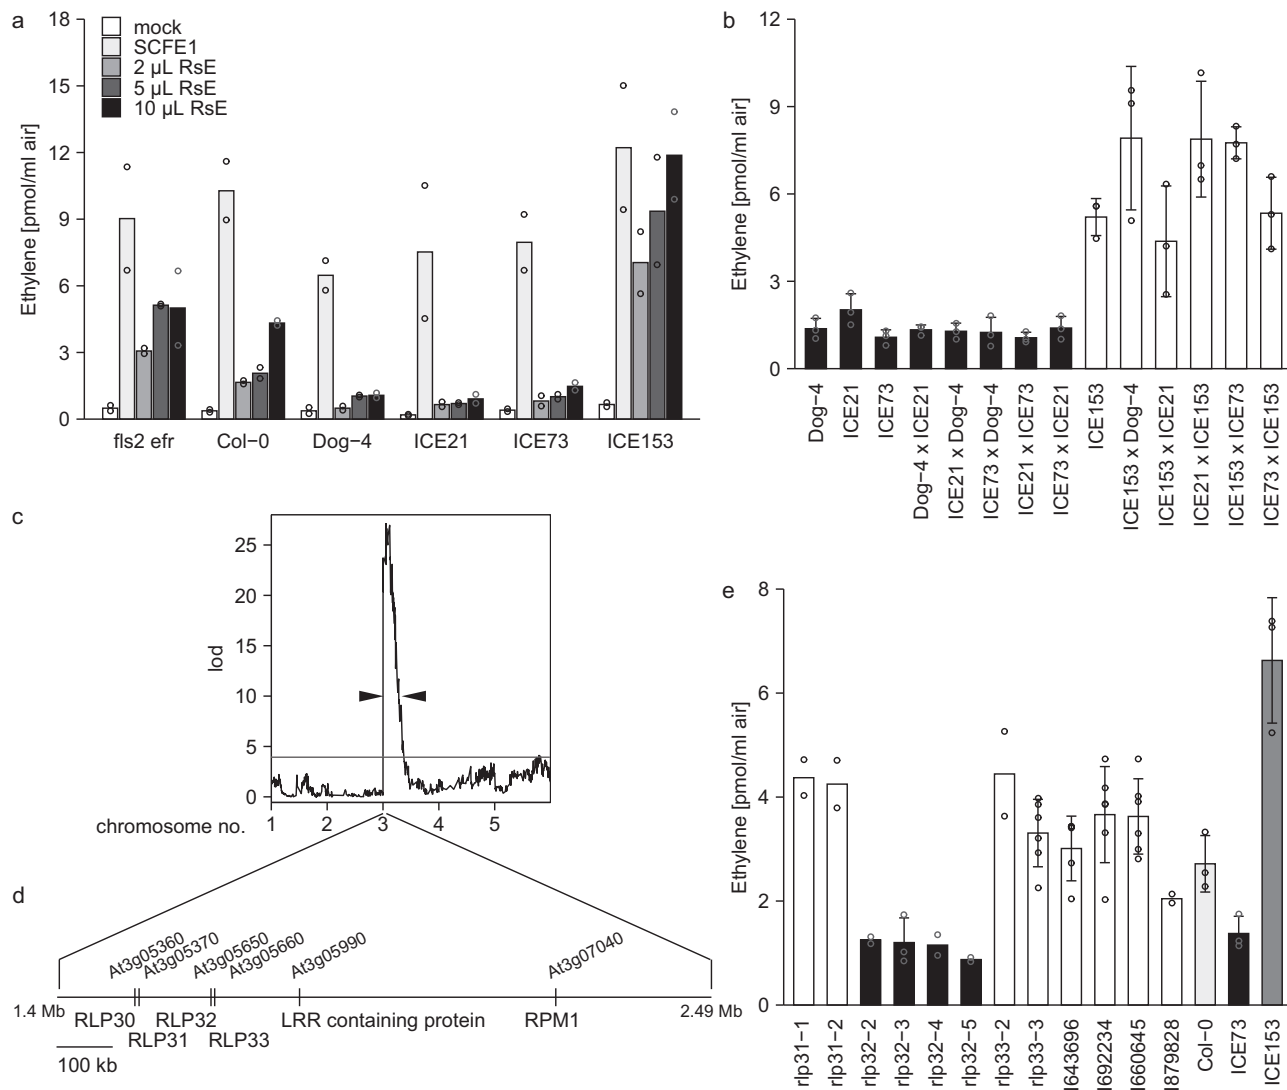 a
Ethylene [pmol/ml air]
18
15
12
9
6
3
0
mock
SCFE1
2 µL RsE
5 µL RsE
10 µL RsE
fls2 efr
Col−0
Dog−4
ICE21
ICE73
ICE153
b
Ethylene [pmol/ml air]
12
9
6
3
0
Dog−4
ICE21
ICE73
Dog−4 x ICE21
ICE21 x Dog−4
ICE73 x Dog−4
ICE21 x ICE73
ICE73 x ICE21
ICE153
ICE153 x Dog−4
ICE153 x ICE21
ICE21 x ICE153
ICE153 x ICE73
ICE73 x ICE153
c
lod
25
20
15
10
5
0
chromosome no.
1
2
3
4
5
d
At3g05360
At3g05370
At3g05650
At3g05660
At3g05990
At3g07040
1.4 Mb
2.49 Mb
RLP30
RLP31
RLP32
RLP33
LRR containing protein
RPM1
100 kb
e
Ethylene [pmol/ml air]
8
6
4
2
0
rlp31−1
rlp31−2
rlp32−2
rlp32−3
rlp32−4
rlp32−5
rlp33−2
rlp33−3
I643696
I692234
I660645
I879828
Col−0
ICE73
ICE153